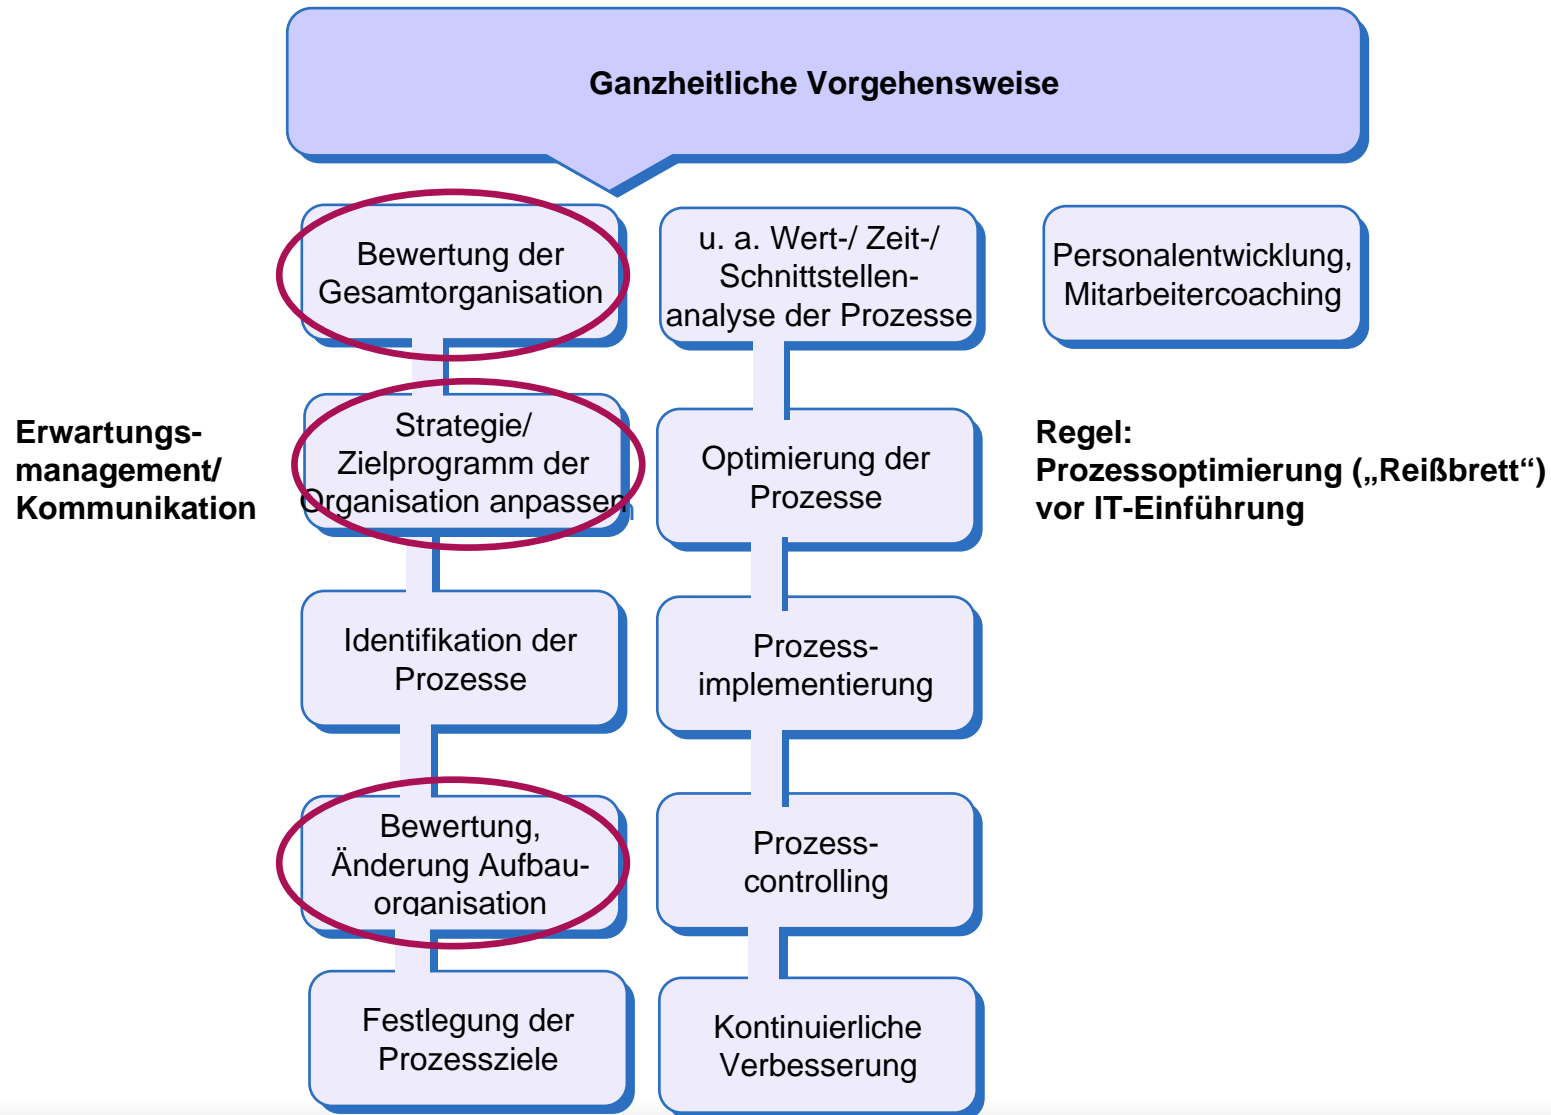 Ganzheitliche Vorgehensweise
Bewertung der
Gesamtorganisation
Strategie/
Zielprogramm der
Organisation anpassen
Identifikation der
Prozesse
Bewertung,
Änderung Aufbau-
organisation
Festlegung der
Prozessziele
u. a. Wert-/ Zeit-/
Schnittstellen-
analyse der Prozesse
Optimierung der
Prozesse
Prozess-
implementierung
Prozess-
controlling
Kontinuierliche
Verbesserung
Personalentwicklung,
Mitarbeitercoaching
Erwartungs-
management/
Kommunikation
Regel:
Prozessoptimierung („Reißbrett“)
vor IT-Einführung